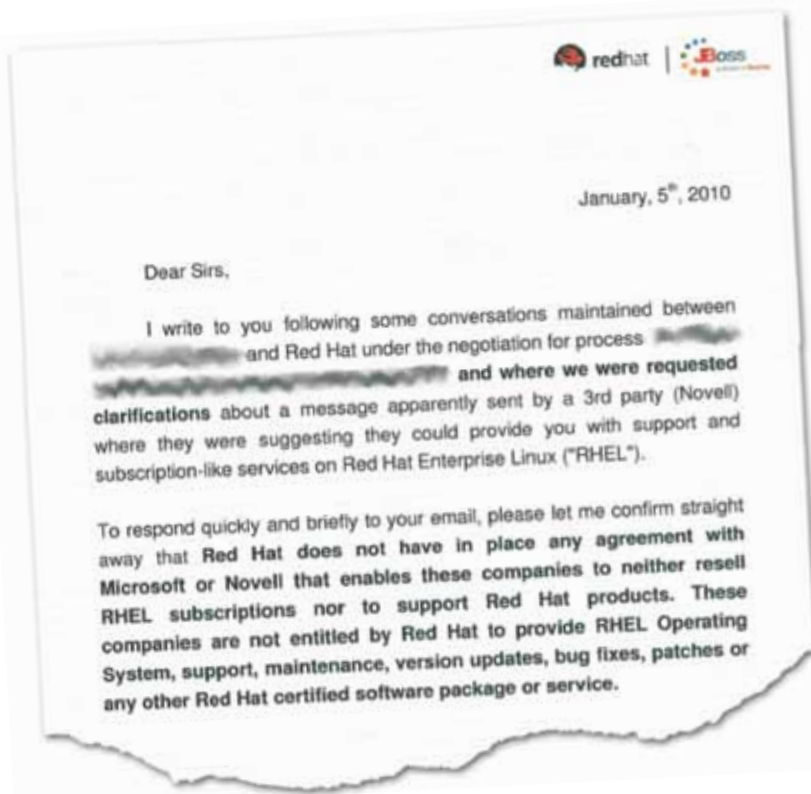 redhat JBoss
January, 5th, 2010
Dear Sirs,
I write to you following some conversations maintained between
and Red Hat under the negotiation for process
and where we were requested
clarifications about a message apparently sent by a 3rd party (Novell)
where they were suggesting they could provide you with support and
subscription-like services on Red Hat Enterprise Linux ("RHEL").
To respond quickly and briefly to your email, please let me confirm straight
away that Red Hat does not have in place any agreement with
Microsoft or Novell that enables these companies to neither resell
RHEL subscriptions nor to support Red Hat products. These
companies are not entitled by Red Hat to provide RHEL Operating
System, support, maintenance, version updates, bug fixes, patches or
any other Red Hat certified software package or service.